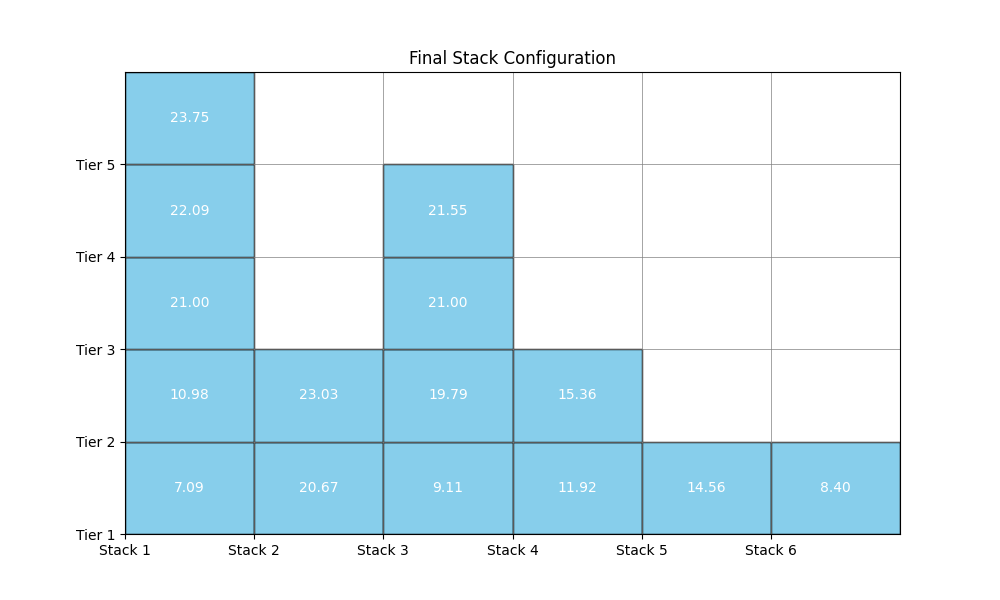 Final Stack Configuration
23.75
Tier 5
22.09 21.55
Tier 4
21.00 21.00
Tier 3
10.98 23.03 19.79 15.36
Tier 2
7.09 20.67 9.11 11.92 14.56 8.40
Tier 1
Stack 1 Stack 2 Stack 3 Stack 4 Stack 5 Stack 6